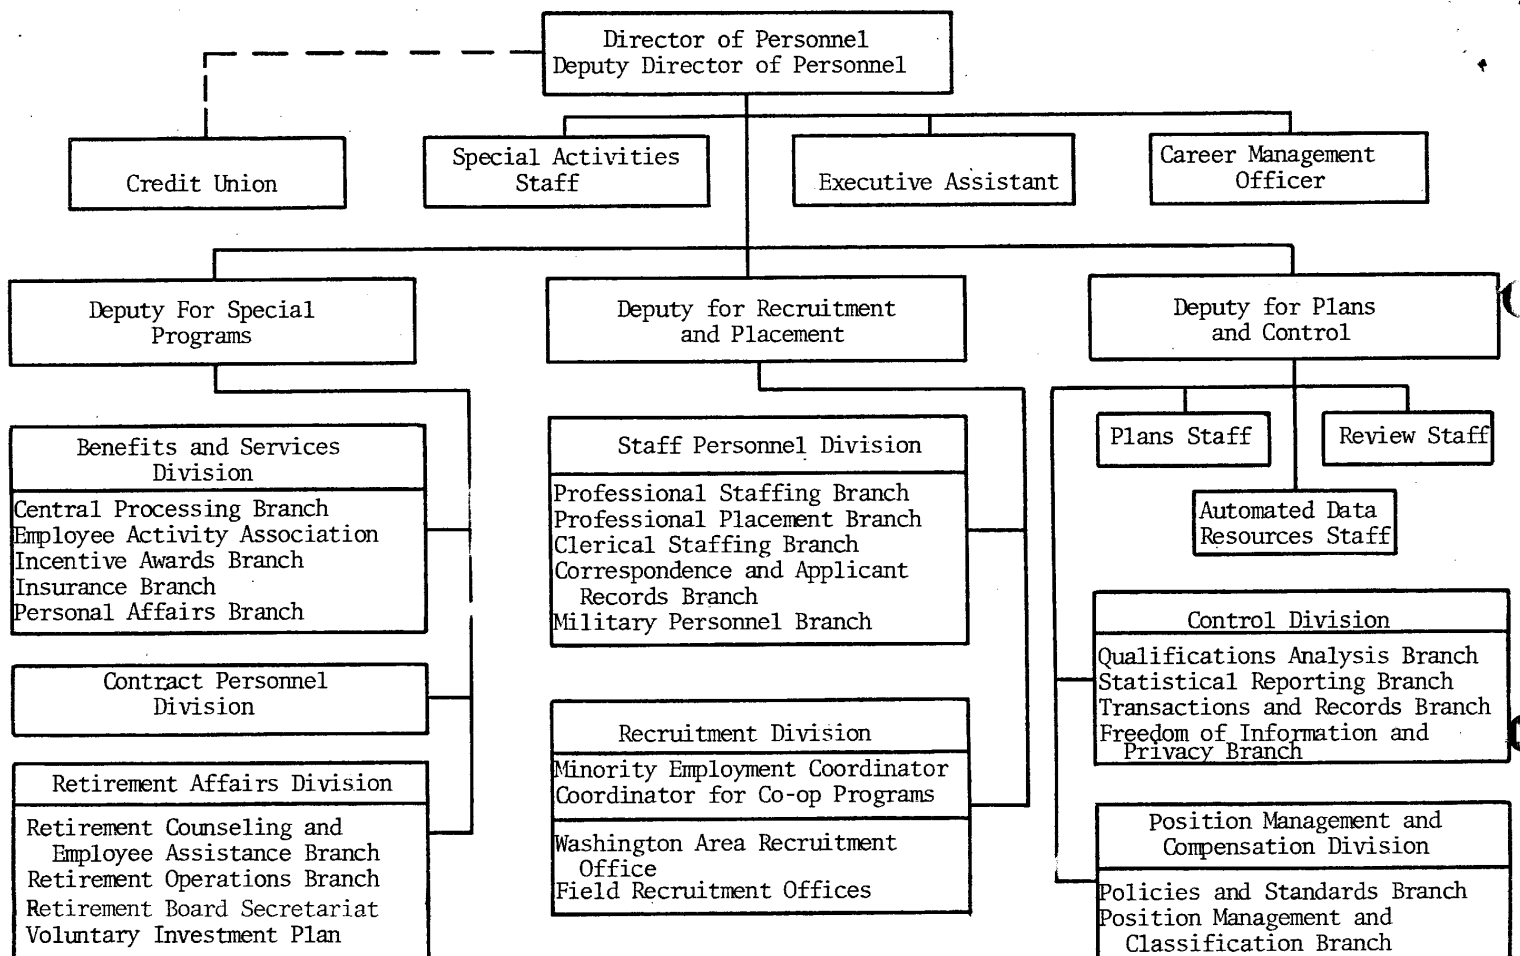 Director of Personnel
Deputy Director of Personnel
Credit Union
Special Activities
Staff
Executive Assistant
Career Management
Officer
Deputy For Special
Programs
Deputy for Recruitment
and Placement
Deputy for Plans
and Control
Benefits and Services
Division
Central Processing Branch
Employee Activity Association
Incentive Awards Branch
Insurance Branch
Personal Affairs Branch
Contract Personnel
Division
Retirement Affairs Division
Retirement Counseling and
Employee Assistance Branch
Retirement Operations Branch
Retirement Board Secretariat
Voluntary Investment Plan
Staff Personnel Division
Professional Staffing Branch
Professional Placement Branch
Clerical Staffing Branch
Correspondence and Applicant
Records Branch
Military Personnel Branch
Recruitment Division
Minority Employment Coordinator
Coordinator for Co-op Programs
Washington Area Recruitment
Office
Field Recruitment Offices
Plans Staff
Review Staff
Automated Data
Resources Staff
Control Division
Qualifications Analysis Branch
Statistical Reporting Branch
Transactions and Records Branch
Freedom of Information and
Privacy Branch
Position Management and
Compensation Division
Policies and Standards Branch
Position Management and
Classification Branch